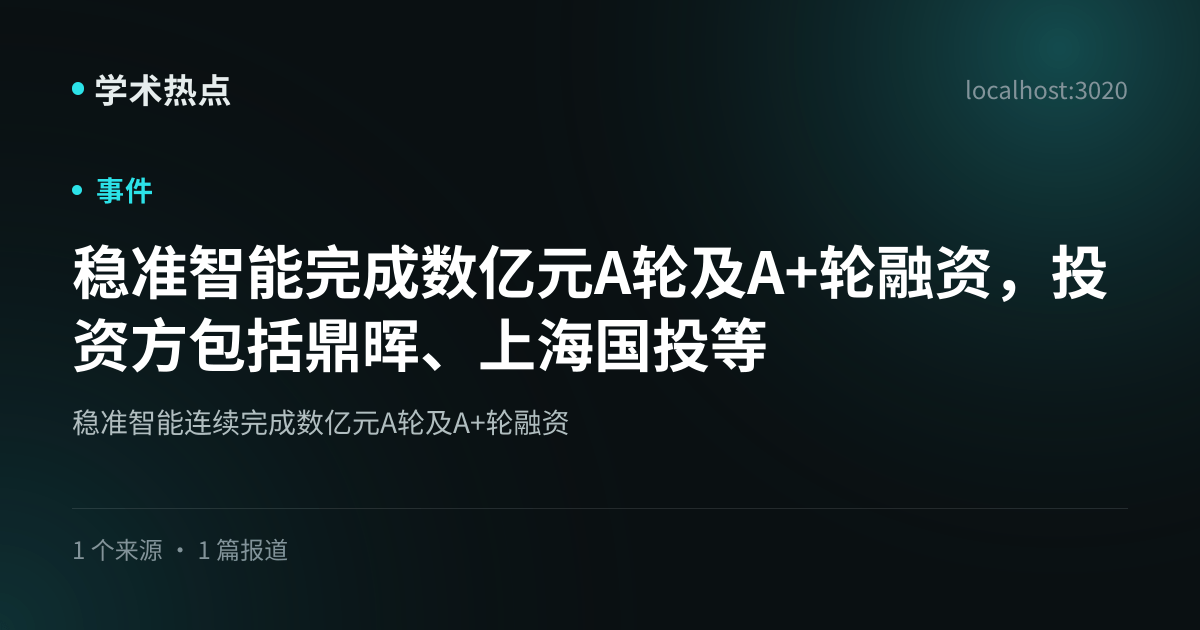 学术热点
localhost:3020
事件
稳准智能完成数亿元A轮及A+轮融资，投
资方包括鼎晖、上海国投等
稳准智能连续完成数亿元A轮及A+轮融资
1 个来源 · 1 篇报道